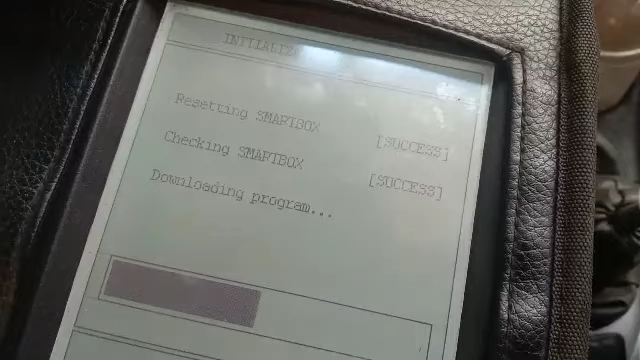 Resetting SMARTBOX [SUCCESS]
Checking SMARTBOX [SUCCESS]
Downloading program...